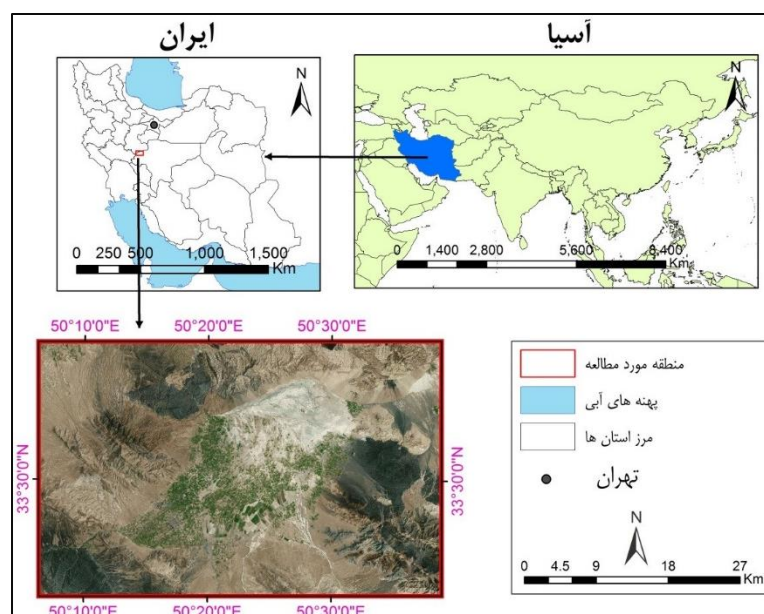 ایران
آسیا
N
N
0 250 500 1,000 1,500
Km
0 1,400 2,800 5,600 8,400
Km
50°10'0"E 50°20'0"E 50°30'0"E
33°30'0"N
33°30'0"N
50°10'0"E 50°20'0"E 50°30'0"E
منطقه مورد مطالعه
پهنه های آبی
مرز استان ها
تهران
N
0 4.5 9 18 27
Km